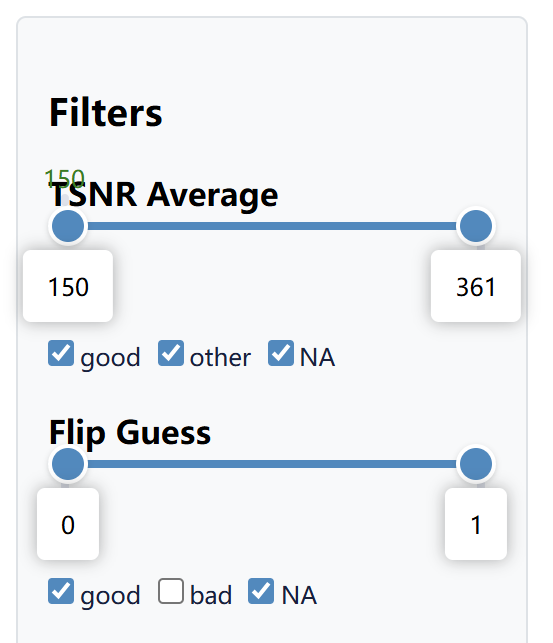 Filters
150
TSNR Average
150 361
good other NA
Flip Guess
0 1
good bad NA